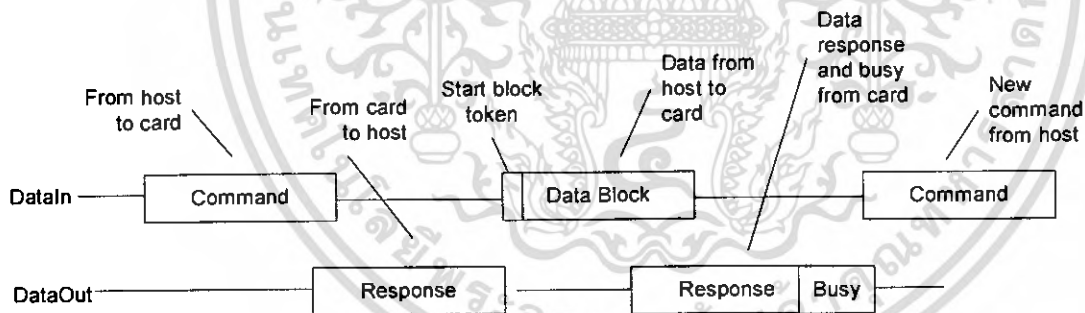 Data
response
and busy
from card
Data from
host to
card
New
command
from host
Start block
token
From host
to card
From card
to host
DataIn
Command
Data Block
Command
DataOut
Response
Response
Busy